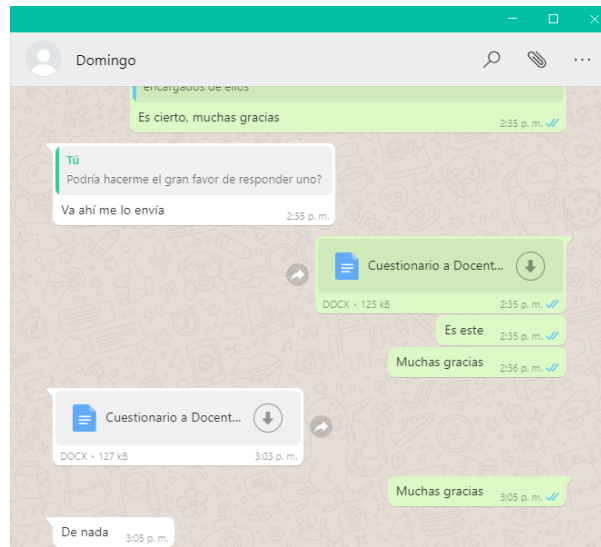 Domingo
encargados de ellos
Es cierto, muchas gracias
2:35 p. m.
Tú
Podría hacerme el gran favor de responder uno?
Va ahí me lo envía
2:35 p. m.
Cuestionario a Docent...
DOCX • 125 kB
2:35 p. m.
Es este
2:35 p. m.
Muchas gracias
2:36 p. m.
Cuestionario a Docent...
DOCX • 127 kB
3:03 p. m.
Muchas gracias
3:05 p. m.
De nada
3:05 p. m.